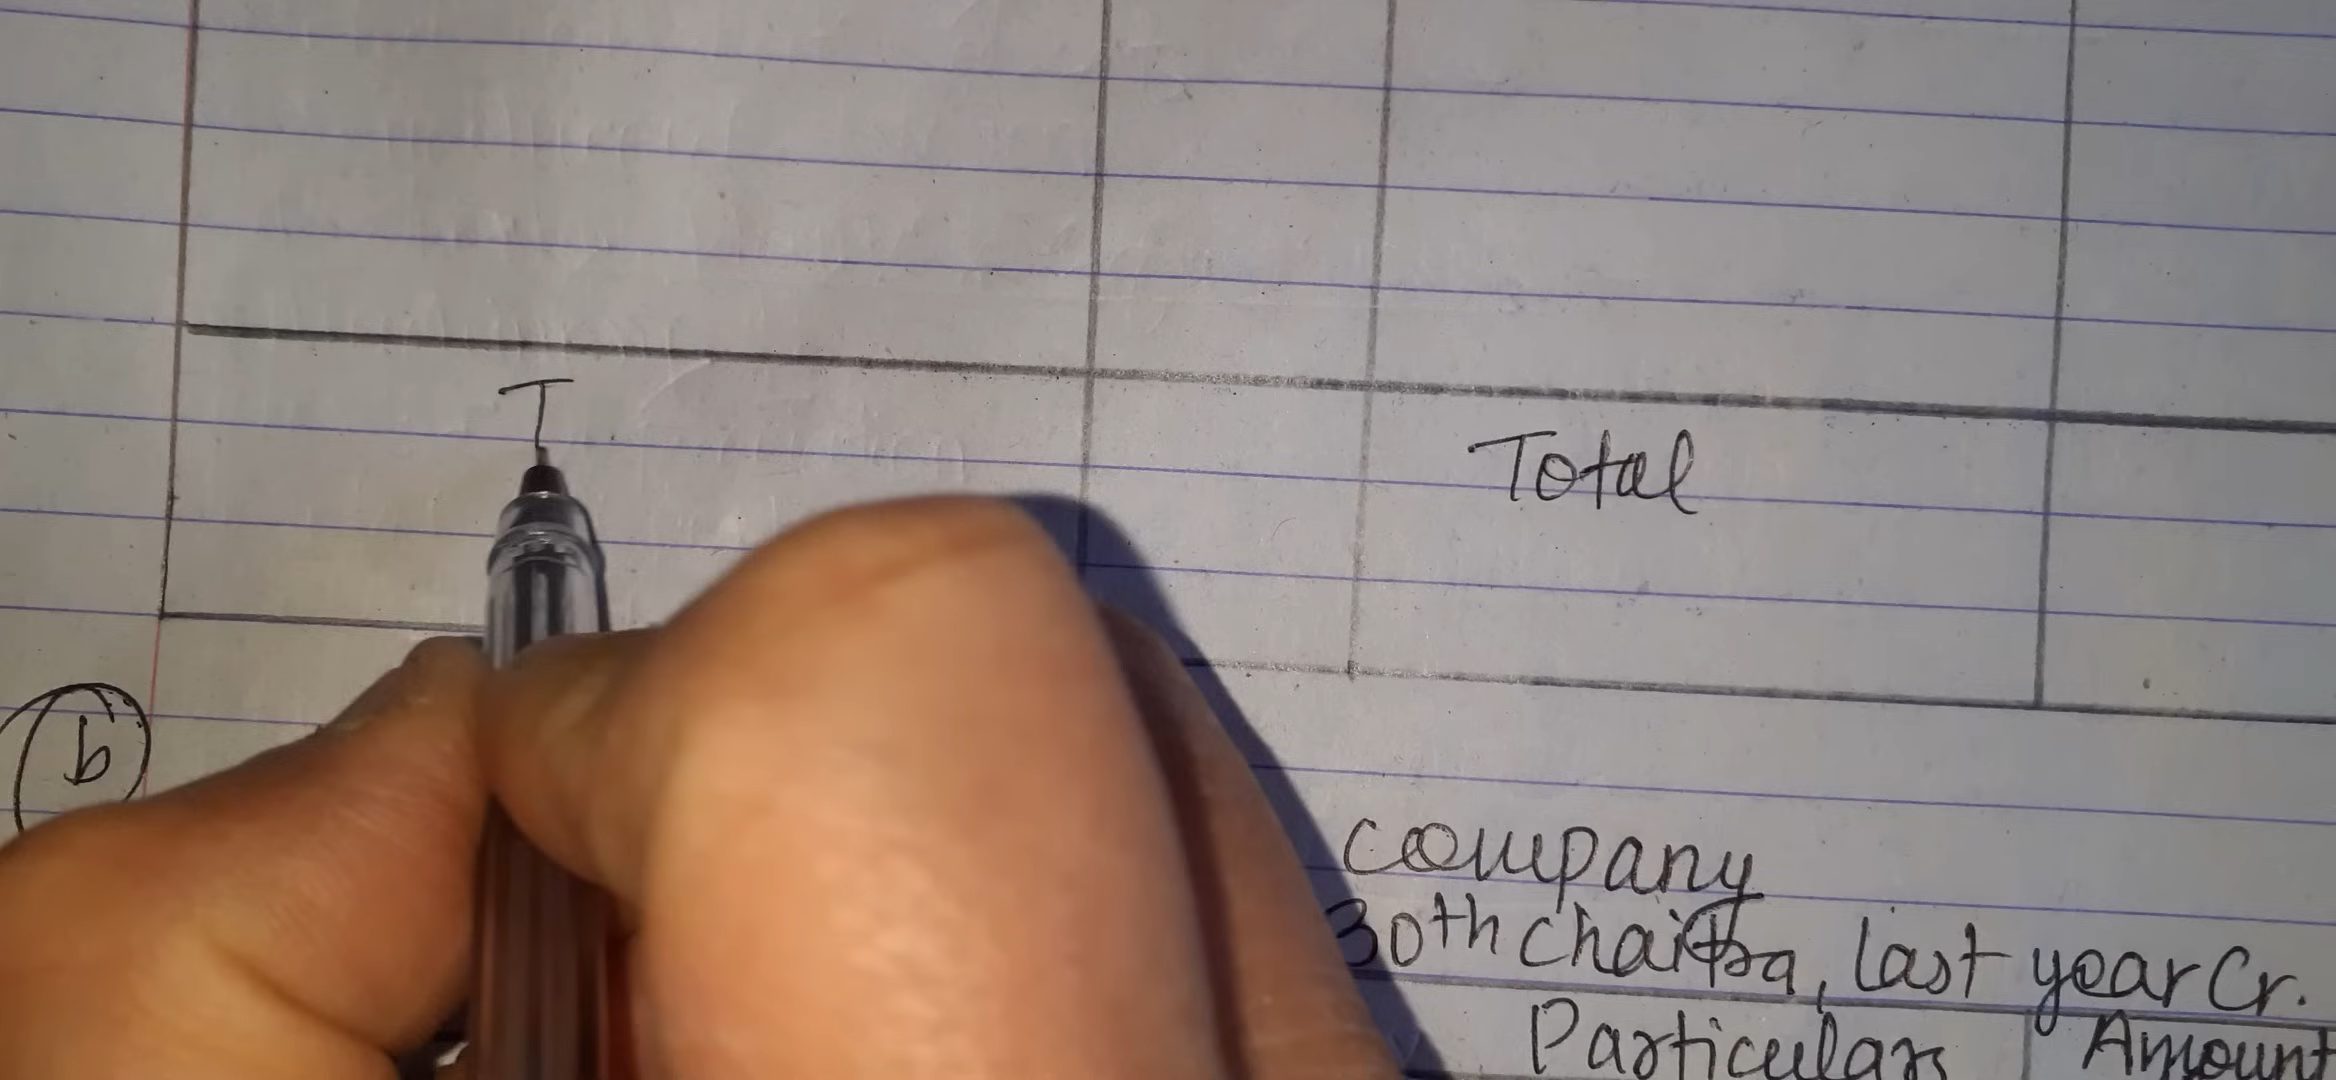 T Total
b
company
30th chaitra, last year Cr.
Particulars Amount